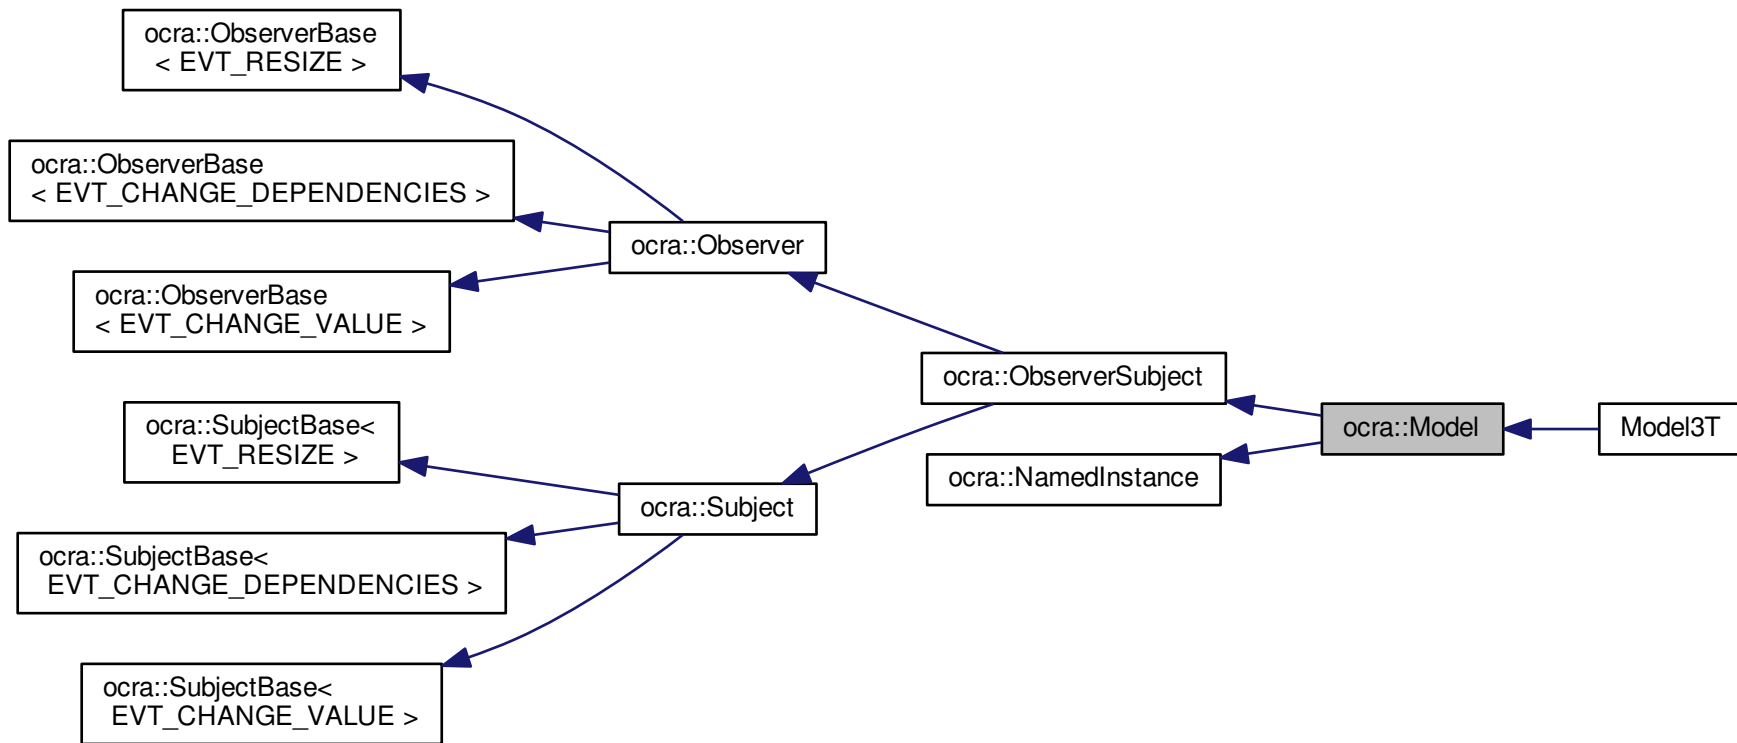 ocra::ObserverBase
< EVT_RESIZE >
ocra::ObserverBase
< EVT_CHANGE_DEPENDENCIES >
ocra::Observer
ocra::ObserverBase
< EVT_CHANGE_VALUE >
ocra::ObserverSubject
ocra::SubjectBase<
EVT_RESIZE >
ocra::Model
Model3T
ocra::NamedInstance
ocra::Subject
ocra::SubjectBase<
EVT_CHANGE_DEPENDENCIES >
ocra::SubjectBase<
EVT_CHANGE_VALUE >